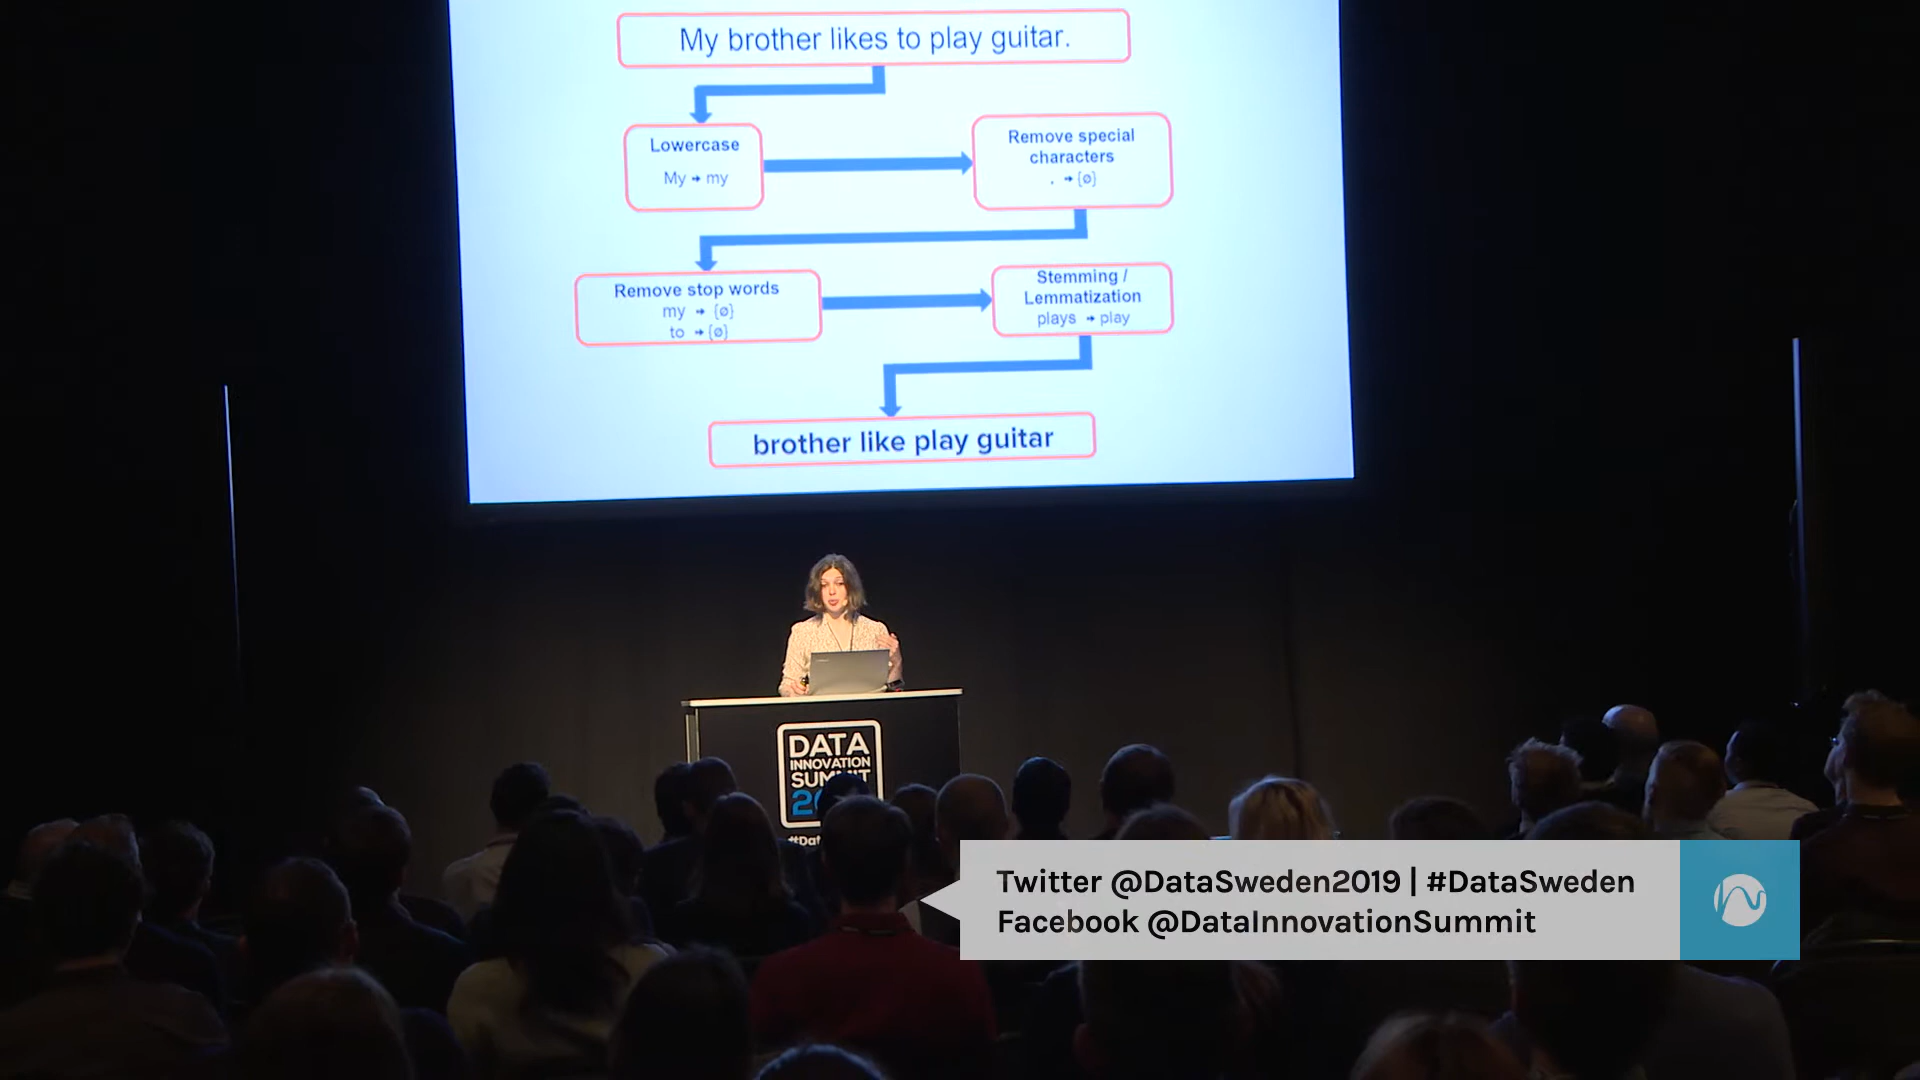 My brother likes to play guitar.
Lowercase
My → my
Remove special
characters
. → {ø}
Remove stop words
my → {ø}
to → {ø}
Stemming /
Lemmatization
plays → play
brother like play guitar
DATA
INNOVATION
SUMMIT
Twitter @DataSweden2019 | #DataSweden
Facebook @DataInnovationSummit